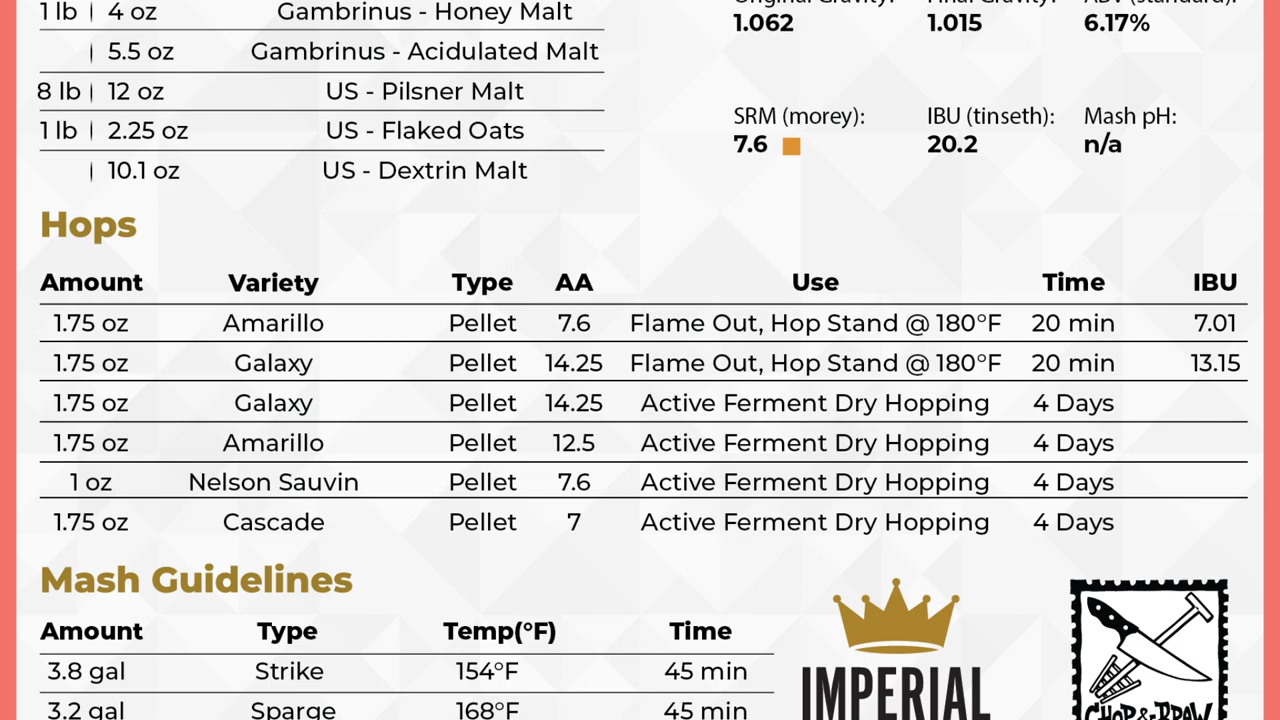 1 lb | 4 oz Gambrinus - Honey Malt
| 5.5 oz Gambrinus - Acidulated Malt
8 lb | 12 oz US - Pilsner Malt
1 lb | 2.25 oz US - Flaked Oats
| 10.1 oz US - Dextrin Malt
Original Gravity: Final Gravity: ABV (standard):
1.062 1.015 6.17%
SRM (morey): IBU (tinseth): Mash pH:
7.6 20.2 n/a
Hops
Amount Variety Type AA Use Time IBU
1.75 oz Amarillo Pellet 7.6 Flame Out, Hop Stand @ 180°F 20 min 7.01
1.75 oz Galaxy Pellet 14.25 Flame Out, Hop Stand @ 180°F 20 min 13.15
1.75 oz Galaxy Pellet 14.25 Active Ferment Dry Hopping 4 Days
1.75 oz Amarillo Pellet 12.5 Active Ferment Dry Hopping 4 Days
1 oz Nelson Sauvin Pellet 7.6 Active Ferment Dry Hopping 4 Days
1.75 oz Cascade Pellet 7 Active Ferment Dry Hopping 4 Days
Mash Guidelines
Amount Type Temp(°F) Time
3.8 gal Strike 154°F 45 min
3.2 gal Sparge 168°F 45 min
IMPERIAL
CHOP & BRAW